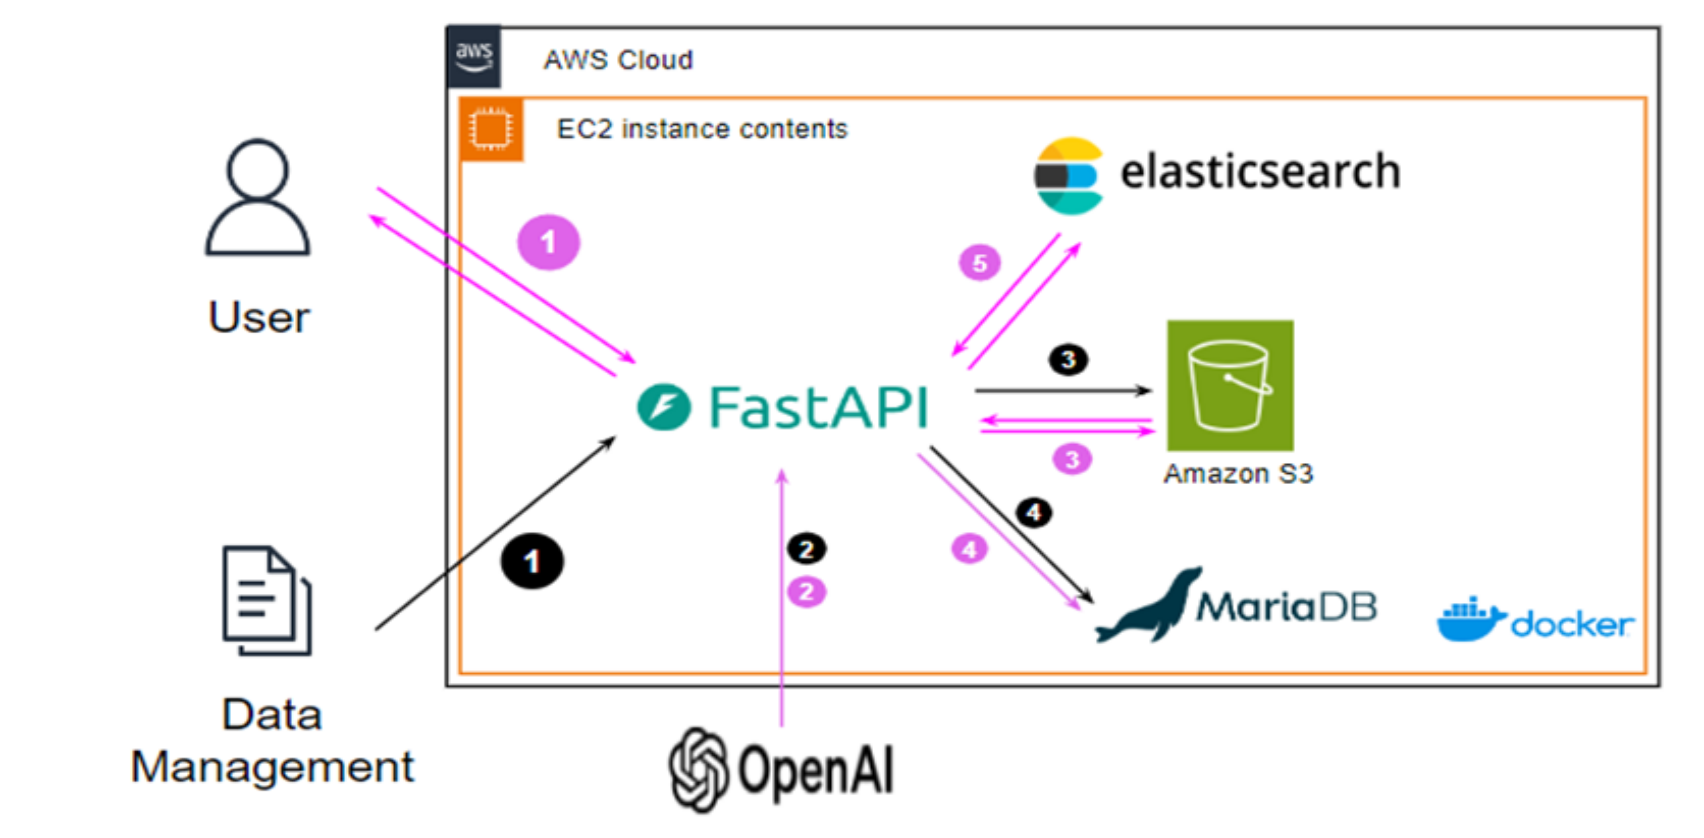 aws
AWS Cloud
EC2 instance contents
elasticsearch
1
5
User
3
FastAPI
3
Amazon S3
4
1
2
4
2
MariaDB
docker
Data
Management
OpenAI